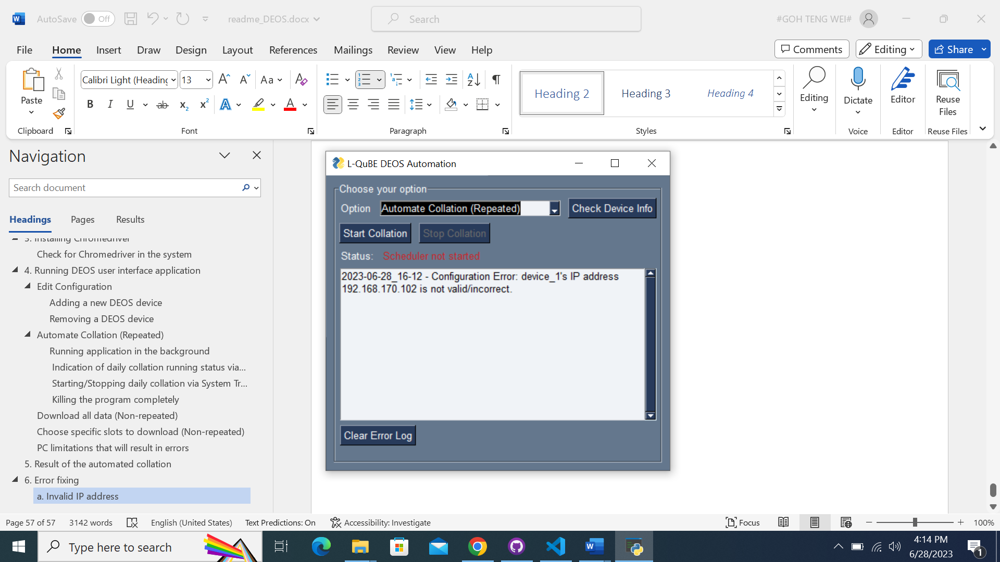 AutoSave Off readme_DEOS.docx Search #GOH TENG WEI#
File Home Insert Draw Design Layout References Mailings Review View Help Comments Editing Share
Paste Calibri Light (Heading 13 Aa Heading 2 Heading 3 Heading 4 Editing Dictate Editor Reuse Files
Clipboard Font Paragraph Styles Voice Editor Reuse Files
Navigation
Search document
Headings Pages Results
3. Installing Chromedriver
Check for Chromedriver in the system
4. Running DEOS user interface application
Edit Configuration
Adding a new DEOS device
Removing a DEOS device
Automate Collation (Repeated)
Running application in the background
Indication of daily collation running status via...
Starting/Stopping daily collation via System Tr...
Killing the program completely
Download all data (Non-repeated)
Choose specific slots to download (Non-repeated)
PC limitations that will result in errors
5. Result of the automated collation
6. Error fixing
a. Invalid IP address
L-QuBE DEOS Automation
Choose your option
Option Automate Collation (Repeated) Check Device Info
Start Collation Stop Collation
Status: Scheduler not started
2023-06-28_16-12 - Configuration Error: device_1's IP address
192.168.170.102 is not valid/incorrect.
Clear Error Log
Page 57 of 57 3142 words English (United States) Text Predictions: On Accessibility: Investigate Focus 100%
Type here to search
4:14 PM
6/28/2023
1